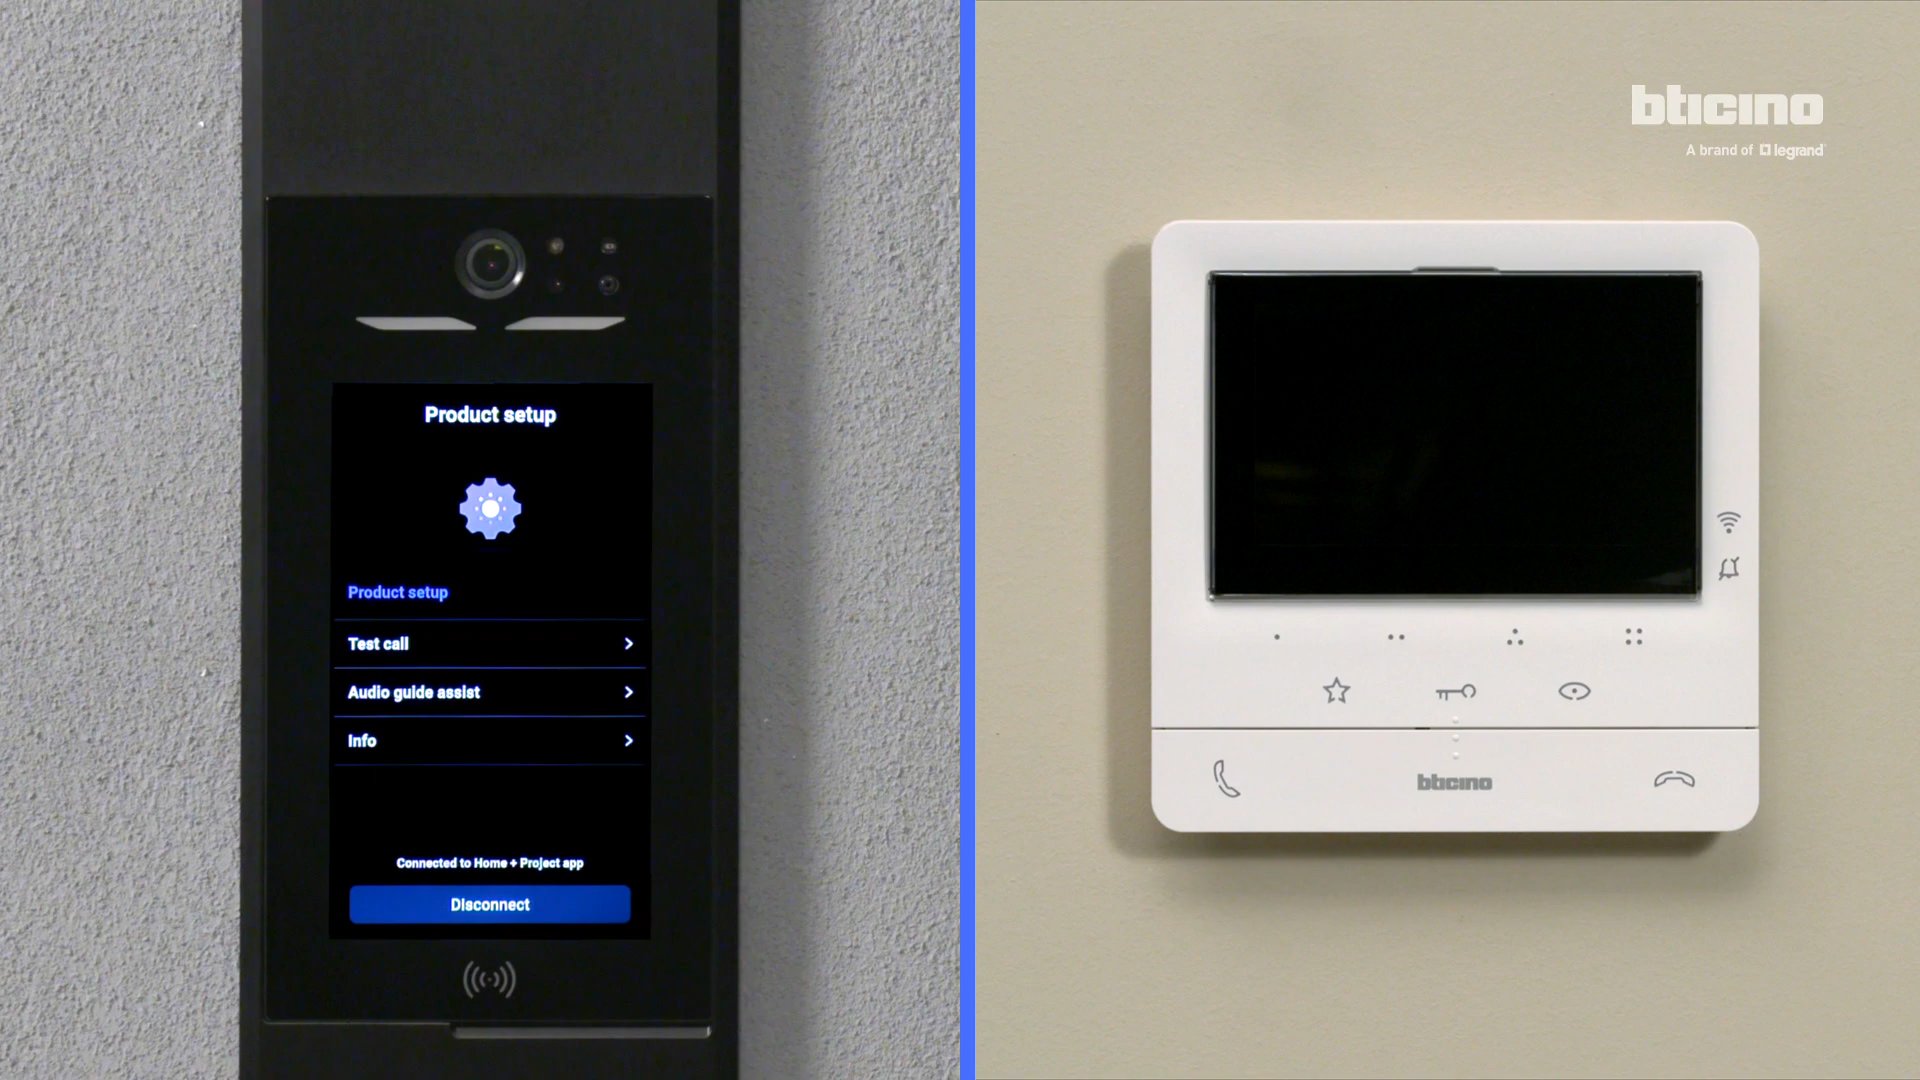 Product setup
Product setup
Test call
Audio guide assist
Info
Connected to Home + Project app
Disconnect
bticino
A brand of legrand
bticino